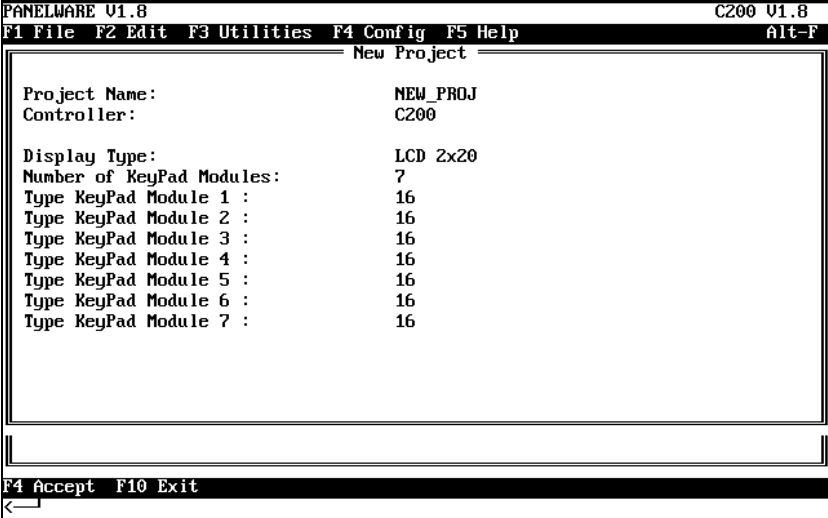 PANELWARE V1.8 C200 V1.8
F1 File F2 Edit F3 Utilities F4 Config F5 Help Alt-F
New Project
Project Name: NEW_PROJ
Controller: C200
Display Type: LCD 2x20
Number of KeyPad Modules: 7
Type KeyPad Module 1 : 16
Type KeyPad Module 2 : 16
Type KeyPad Module 3 : 16
Type KeyPad Module 4 : 16
Type KeyPad Module 5 : 16
Type KeyPad Module 6 : 16
Type KeyPad Module 7 : 16
F4 Accept F10 Exit